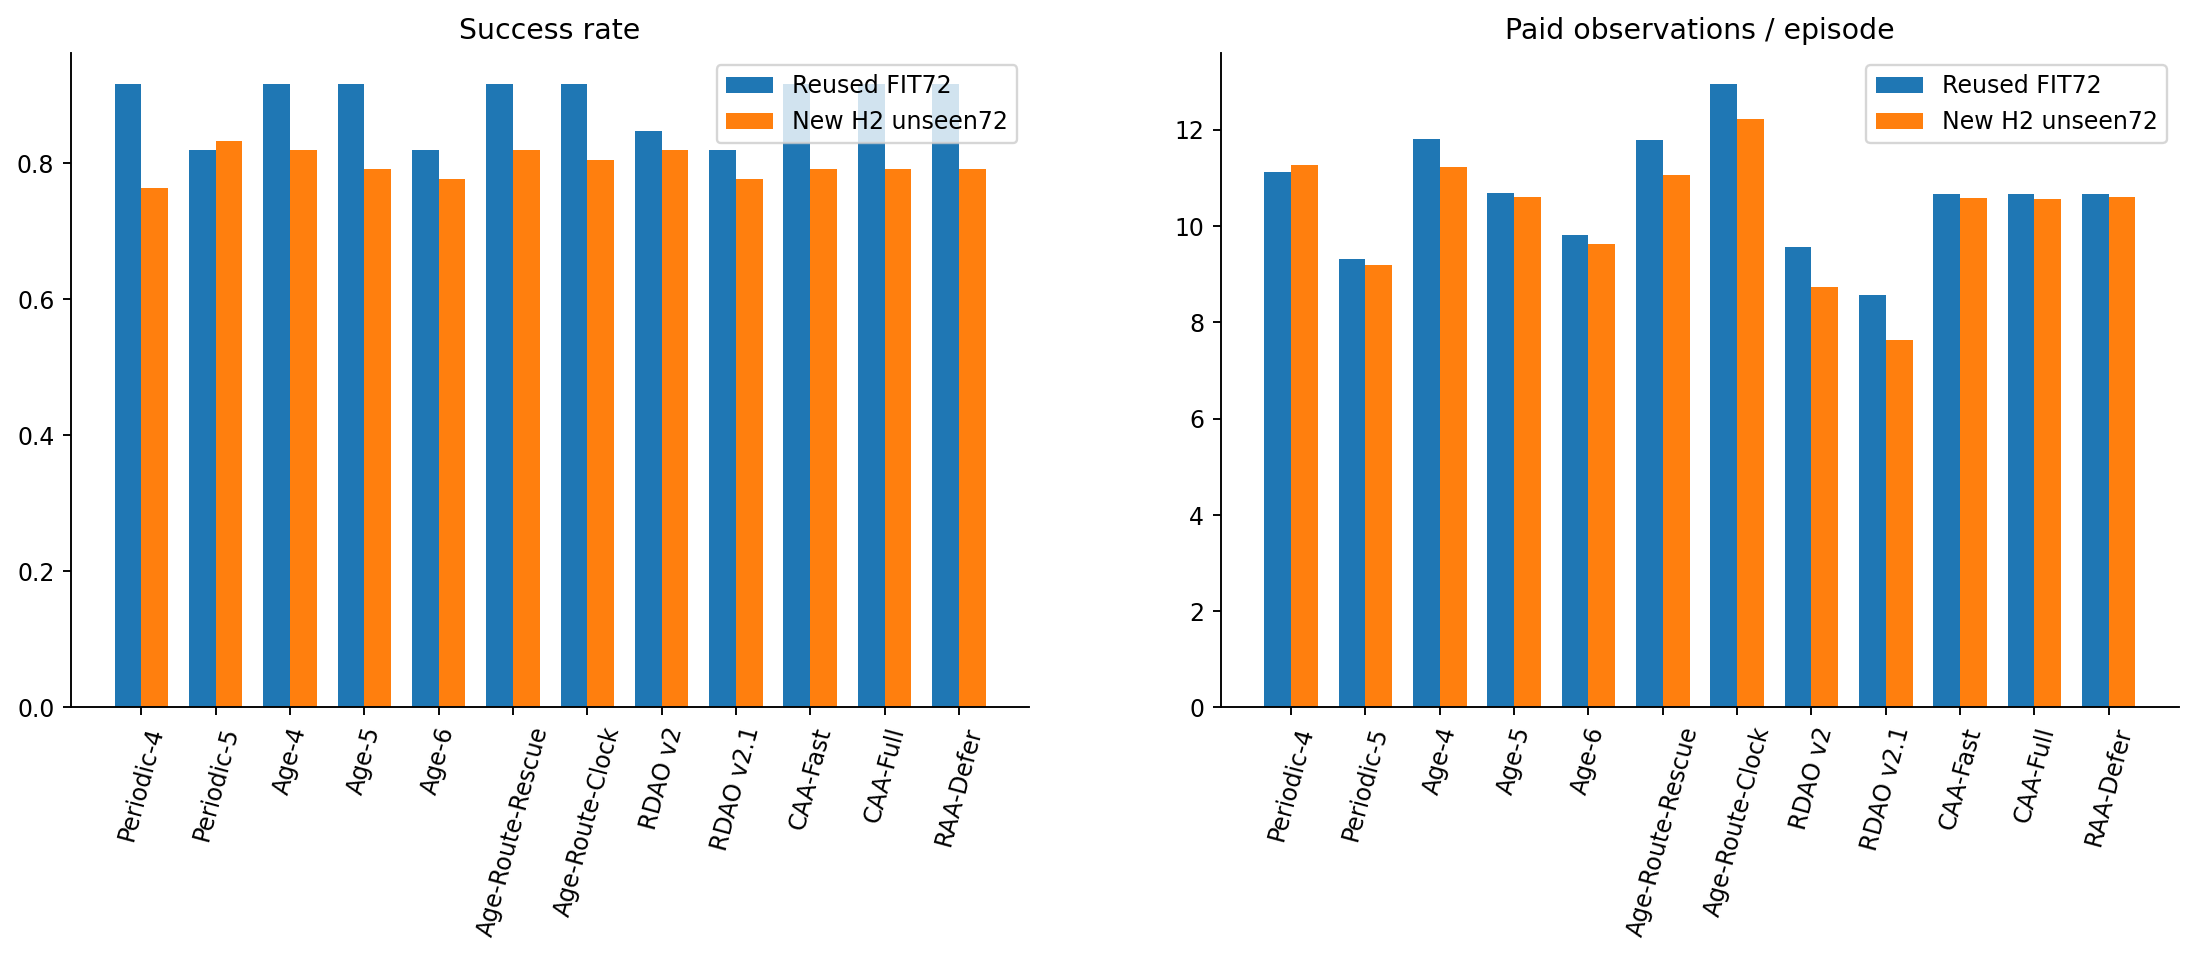 Success rate
Reused FIT72
New H2 unseen72
0.8
0.6
0.4
0.2
0.0
Periodic-4
Periodic-5
Age-4
Age-5
Age-6
Age-Route-Rescue
Age-Route-Clock
RDAO v2
RDAO v2.1
CAA-Fast
CAA-Full
RAA-Defer
Paid observations / episode
Reused FIT72
New H2 unseen72
12
10
8
6
4
2
0
Periodic-4
Periodic-5
Age-4
Age-5
Age-6
Age-Route-Rescue
Age-Route-Clock
RDAO v2
RDAO v2.1
CAA-Fast
CAA-Full
RAA-Defer